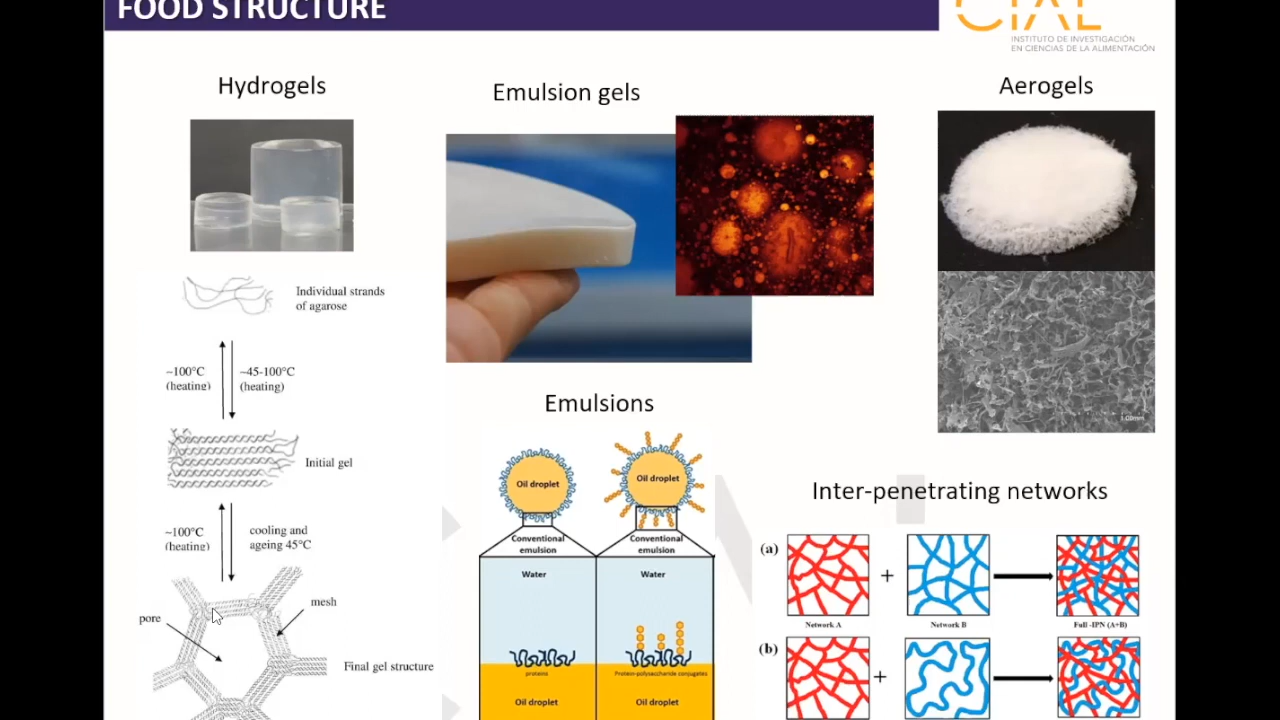 FOOD STRUCTURE
CIAL
INSTITUTO DE INVESTIGACIÓN
EN CIENCIAS DE LA ALIMENTACIÓN
Hydrogels
Emulsion gels
Aerogels
Individual strands
of agarose
~100°C
(heating)
~45-100°C
(heating)
Initial gel
~100°C
(heating)
cooling and
ageing 45°C
pore
mesh
Final gel structure
Emulsions
Oil droplet
Oil droplet
Conventional
emulsion
Conventional
emulsion
Water
Water
proteins
Protein-polysaccharide conjugates
Oil droplet
Oil droplet
1.00mm
Inter-penetrating networks
(a)
+
Network A
Network B
Full -IPN (A+B)
(b)
+